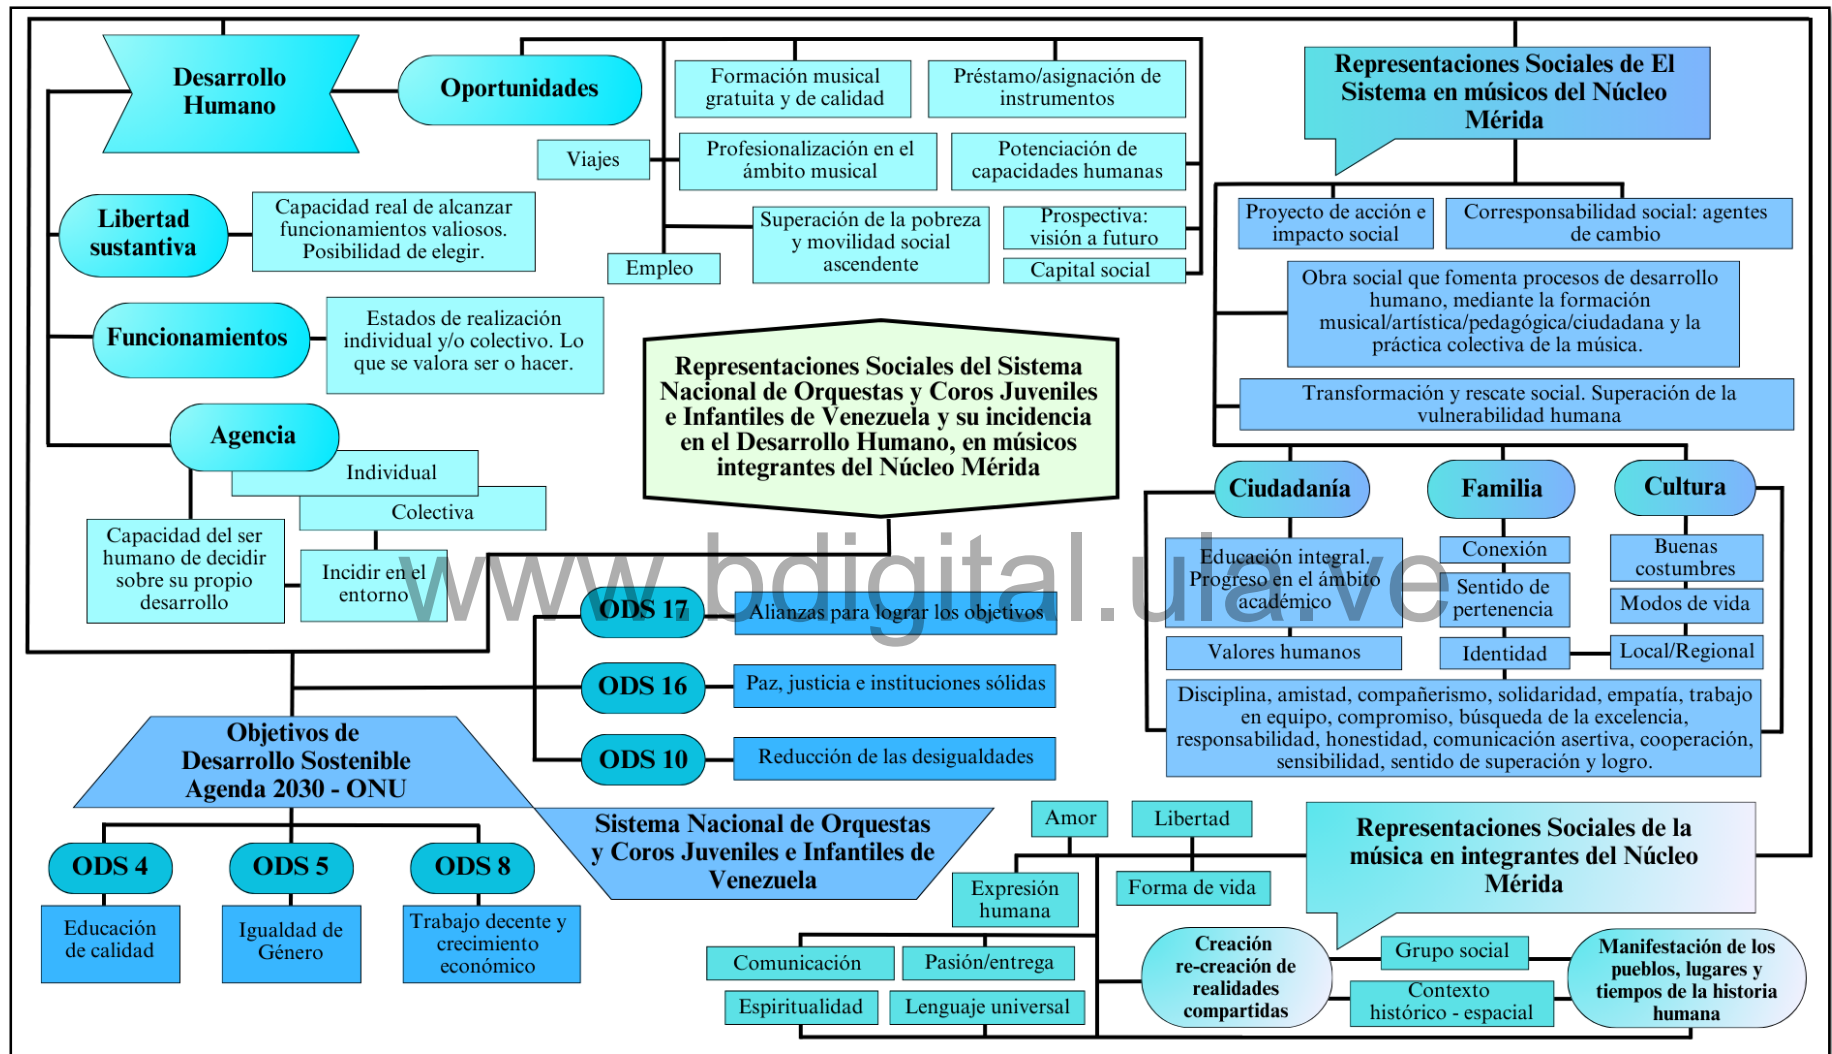 Desarrollo
Humano
Oportunidades
Formación musical
gratuita y de calidad
Préstamo/asignación de
instrumentos
Viajes
Profesionalización en el
ámbito musical
Potenciación de
capacidades humanas
Empleo
Superación de la pobreza
y movilidad social
ascendente
Prospectiva:
visión a futuro
Capital social
Libertad
sustantiva
Capacidad real de alcanzar
funcionamientos valiosos.
Posibilidad de elegir.
Funcionamientos
Estados de realización
individual y/o colectivo. Lo
que se valora ser o hacer.
Agencia
Individual
Colectiva
Capacidad del ser
humano de decidir
sobre su propio
desarrollo
Incidir en el
entorno
Representaciones Sociales del Sistema
Nacional de Orquestas y Coros Juveniles
e Infantiles de Venezuela y su incidencia
en el Desarrollo Humano, en músicos
integrantes del Núcleo Mérida
Representaciones Sociales de El
Sistema en músicos del Núcleo
Mérida
Proyecto de acción e
impacto social
Corresponsabilidad social: agentes
de cambio
Obra social que fomenta procesos de desarrollo
humano, mediante la formación
musical/artística/pedagógica/ciudadana y la
práctica colectiva de la música.
Transformación y rescate social. Superación de la
vulnerabilidad humana
Ciudadanía
Familia
Cultura
Educación integral.
Progreso en el ámbito
académico
Valores humanos
Conexión
Sentido de
pertenencia
Identidad
Buenas
costumbres
Modos de vida
Local/Regional
Disciplina, amistad, compañerismo, solidaridad, empatía, trabajo
en equipo, compromiso, búsqueda de la excelencia,
responsabilidad, honestidad, comunicación asertiva, cooperación,
sensibilidad, sentido de superación y logro.
www.bdigital.ula.ve
ODS 17
Alianzas para lograr los objetivos
ODS 16
Paz, justicia e instituciones sólidas
ODS 10
Reducción de las desigualdades
Objetivos de
Desarrollo Sostenible
Agenda 2030 - ONU
ODS 4
ODS 5
ODS 8
Educación
de calidad
Igualdad de
Género
Trabajo decente y
crecimiento
económico
Sistema Nacional de Orquestas
y Coros Juveniles e Infantiles de
Venezuela
Representaciones Sociales de la
música en integrantes del Núcleo
Mérida
Amor
Libertad
Expresión
humana
Forma de vida
Comunicación
Pasión/entrega
Espiritualidad
Lenguaje universal
Creación
re-creación de
realidades
compartidas
Grupo social
Contexto
histórico - espacial
Manifestación de los
pueblos, lugares y
tiempos de la historia
humana